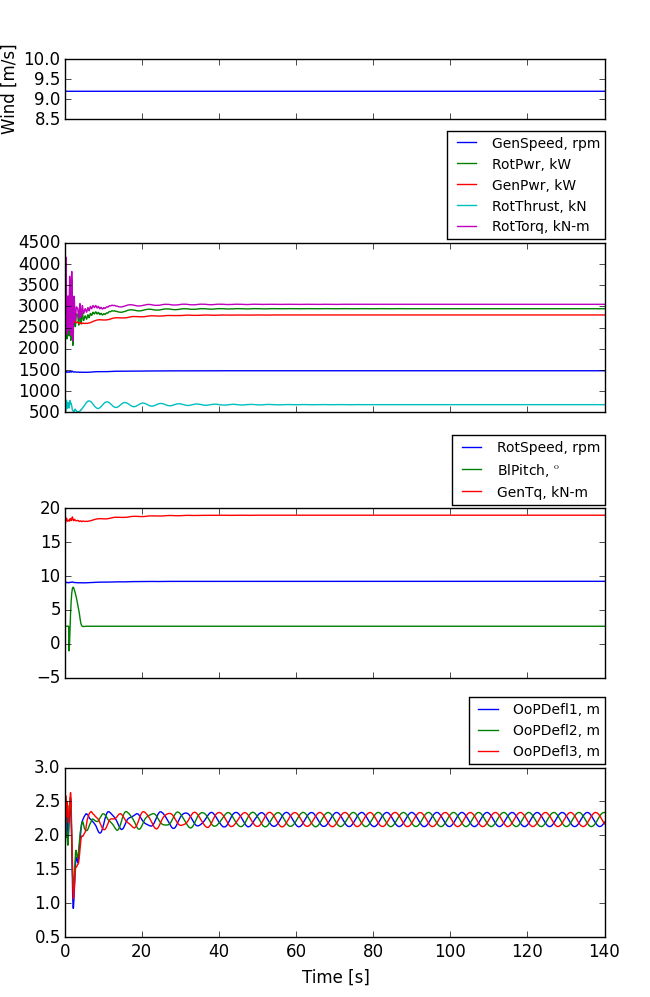 Wind [m/s]
10.0
9.5
9.0
8.5
GenSpeed, rpm
RotPwr, kW
GenPwr, kW
RotThrust, kN
RotTorq, kN-m
4500
4000
3500
3000
2500
2000
1500
1000
500
RotSpeed, rpm
BlPitch, °
GenTq, kN-m
20
15
10
5
0
−5
OoPDefl1, m
OoPDefl2, m
OoPDefl3, m
3.0
2.5
2.0
1.5
1.0
0.5
0 20 40 60 80 100 120 140
Time [s]